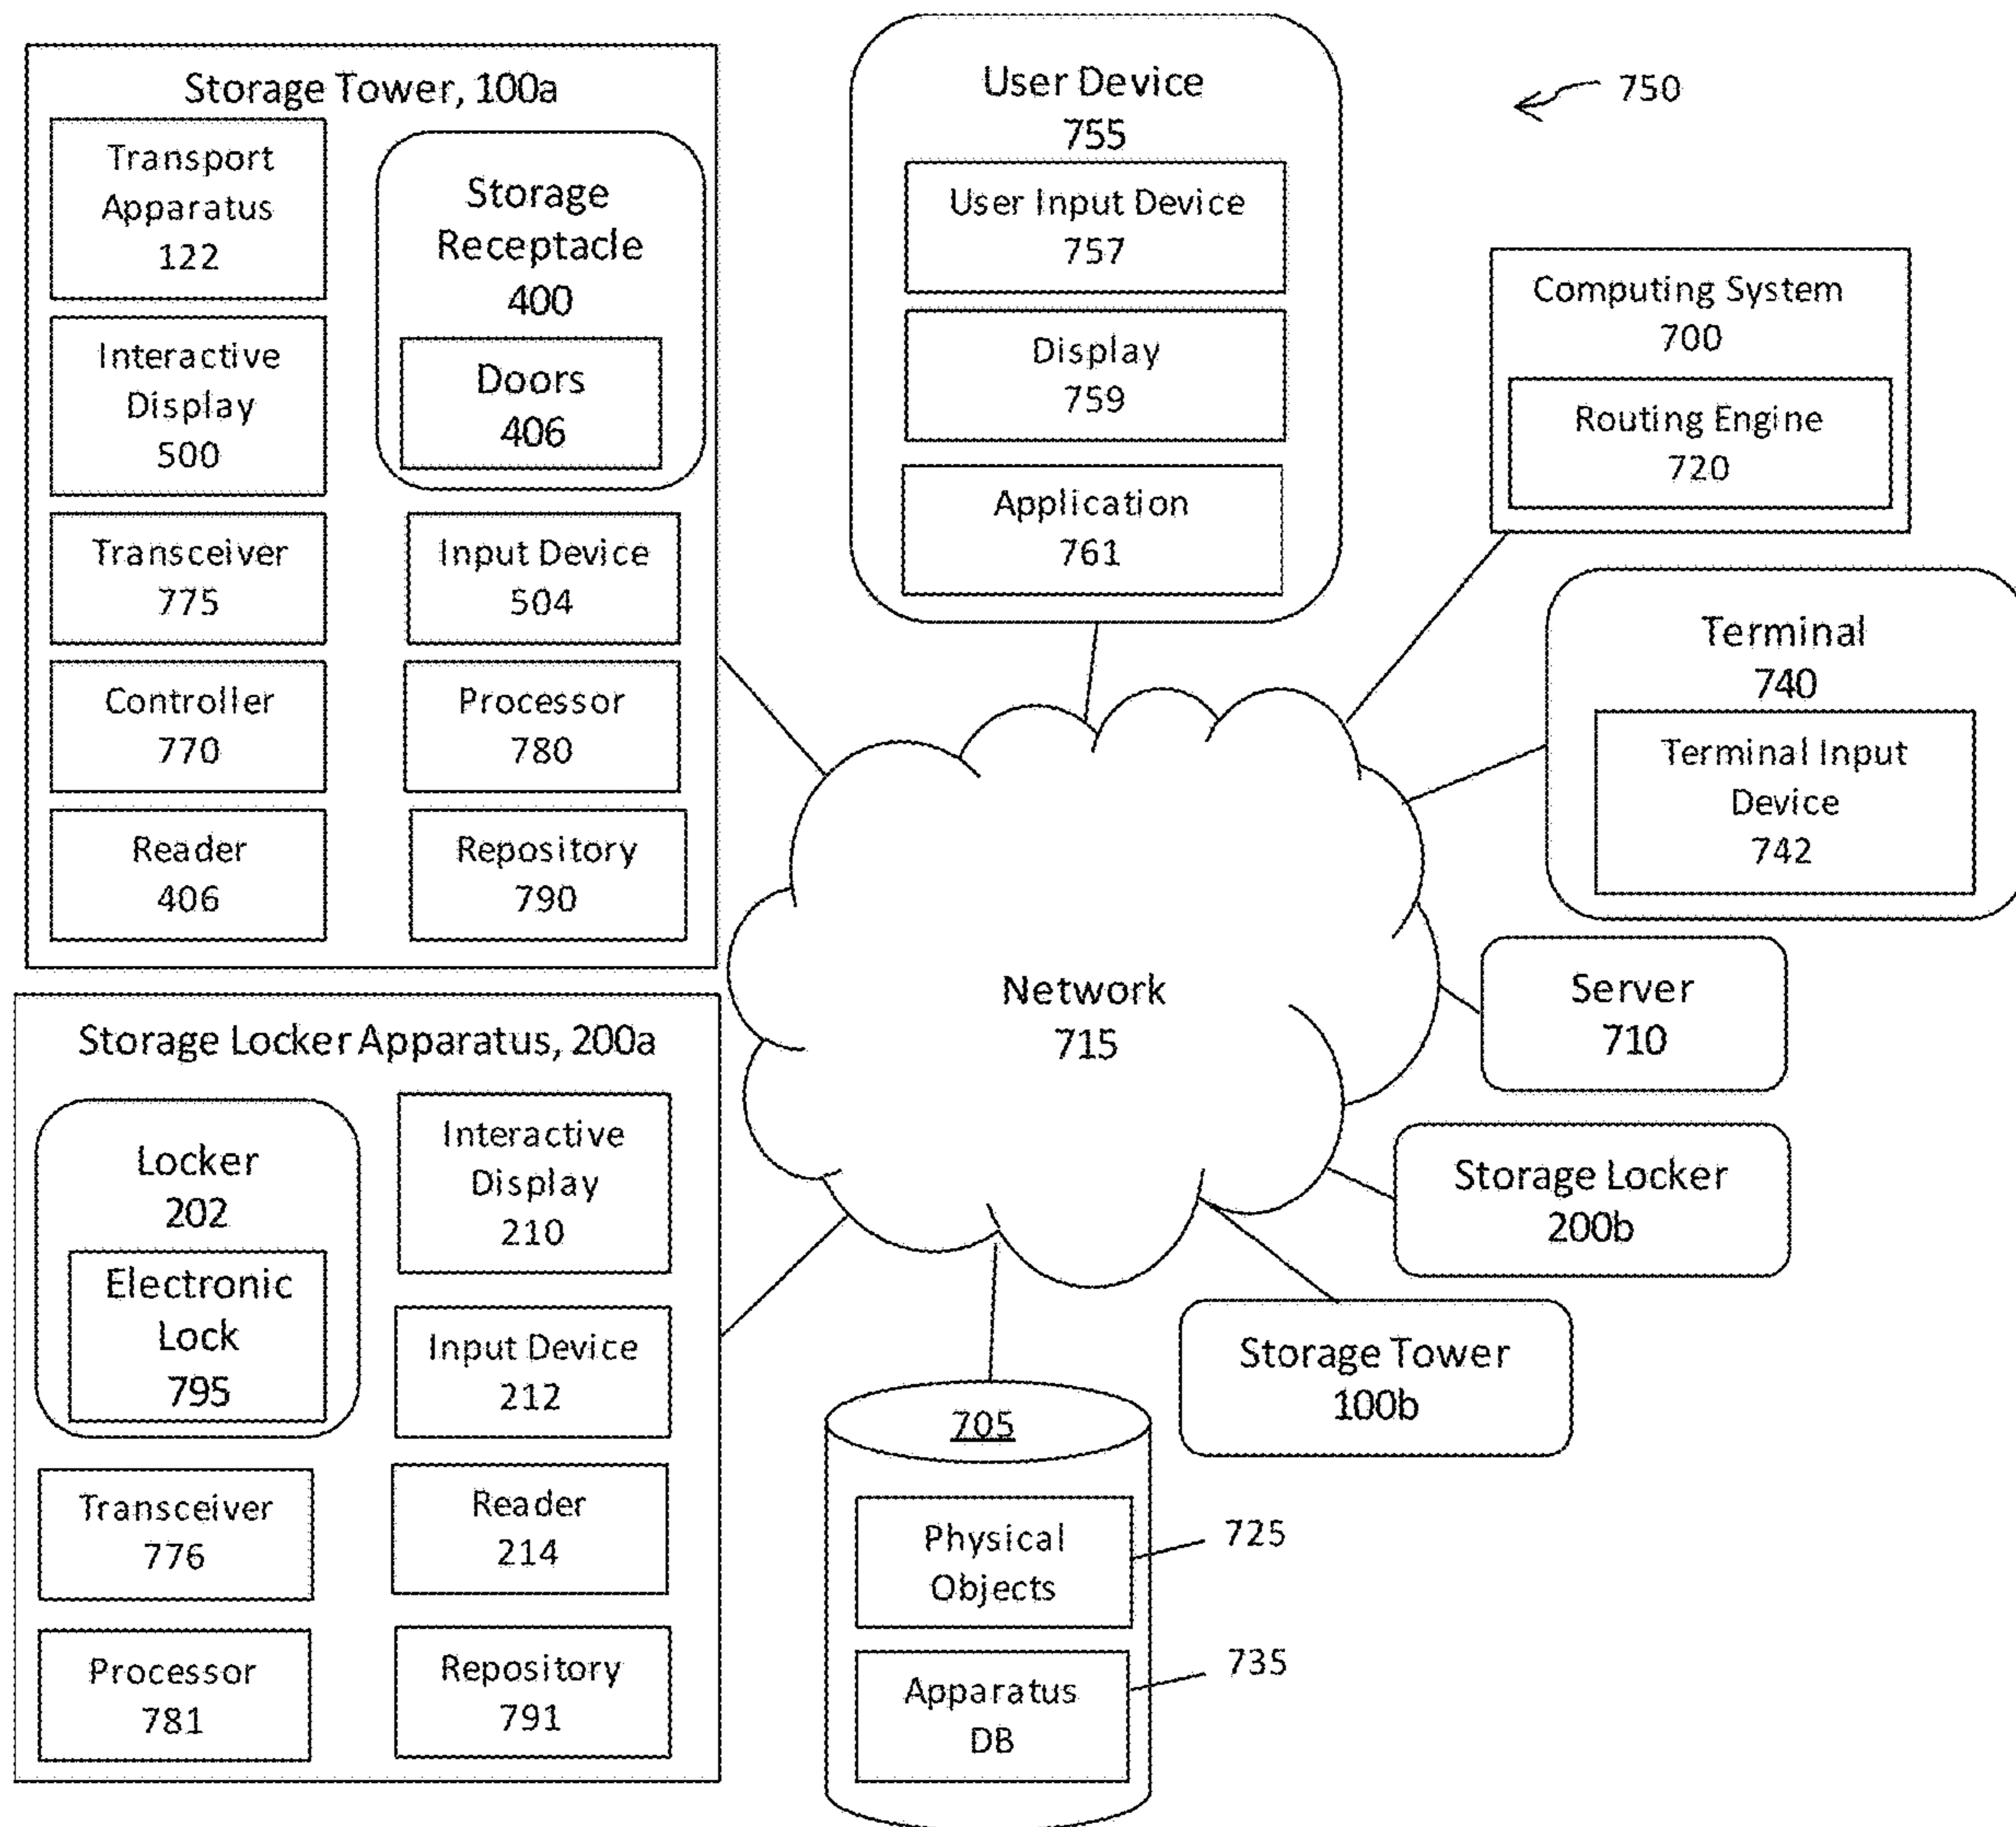 Storage Tower, 100a
Transport
Apparatus
122
Storage
Receptacle
400
Doors
406
Interactive
Display
500
Transceiver
775
Input Device
504
Controller
770
Processor
780
Reader
406
Repository
790
User Device
755
User Input Device
757
Display
759
Application
761
750
Computing System
700
Routing Engine
720
Terminal
740
Terminal Input
Device
742
Network
715
Server
710
Storage Locker
200b
Storage Tower
100b
Storage Locker Apparatus, 200a
Locker
202
Electronic
Lock
795
Interactive
Display
210
Input Device
212
Transceiver
776
Reader
214
Processor
781
Repository
791
705
Physical
Objects
725
Apparatus
DB
735